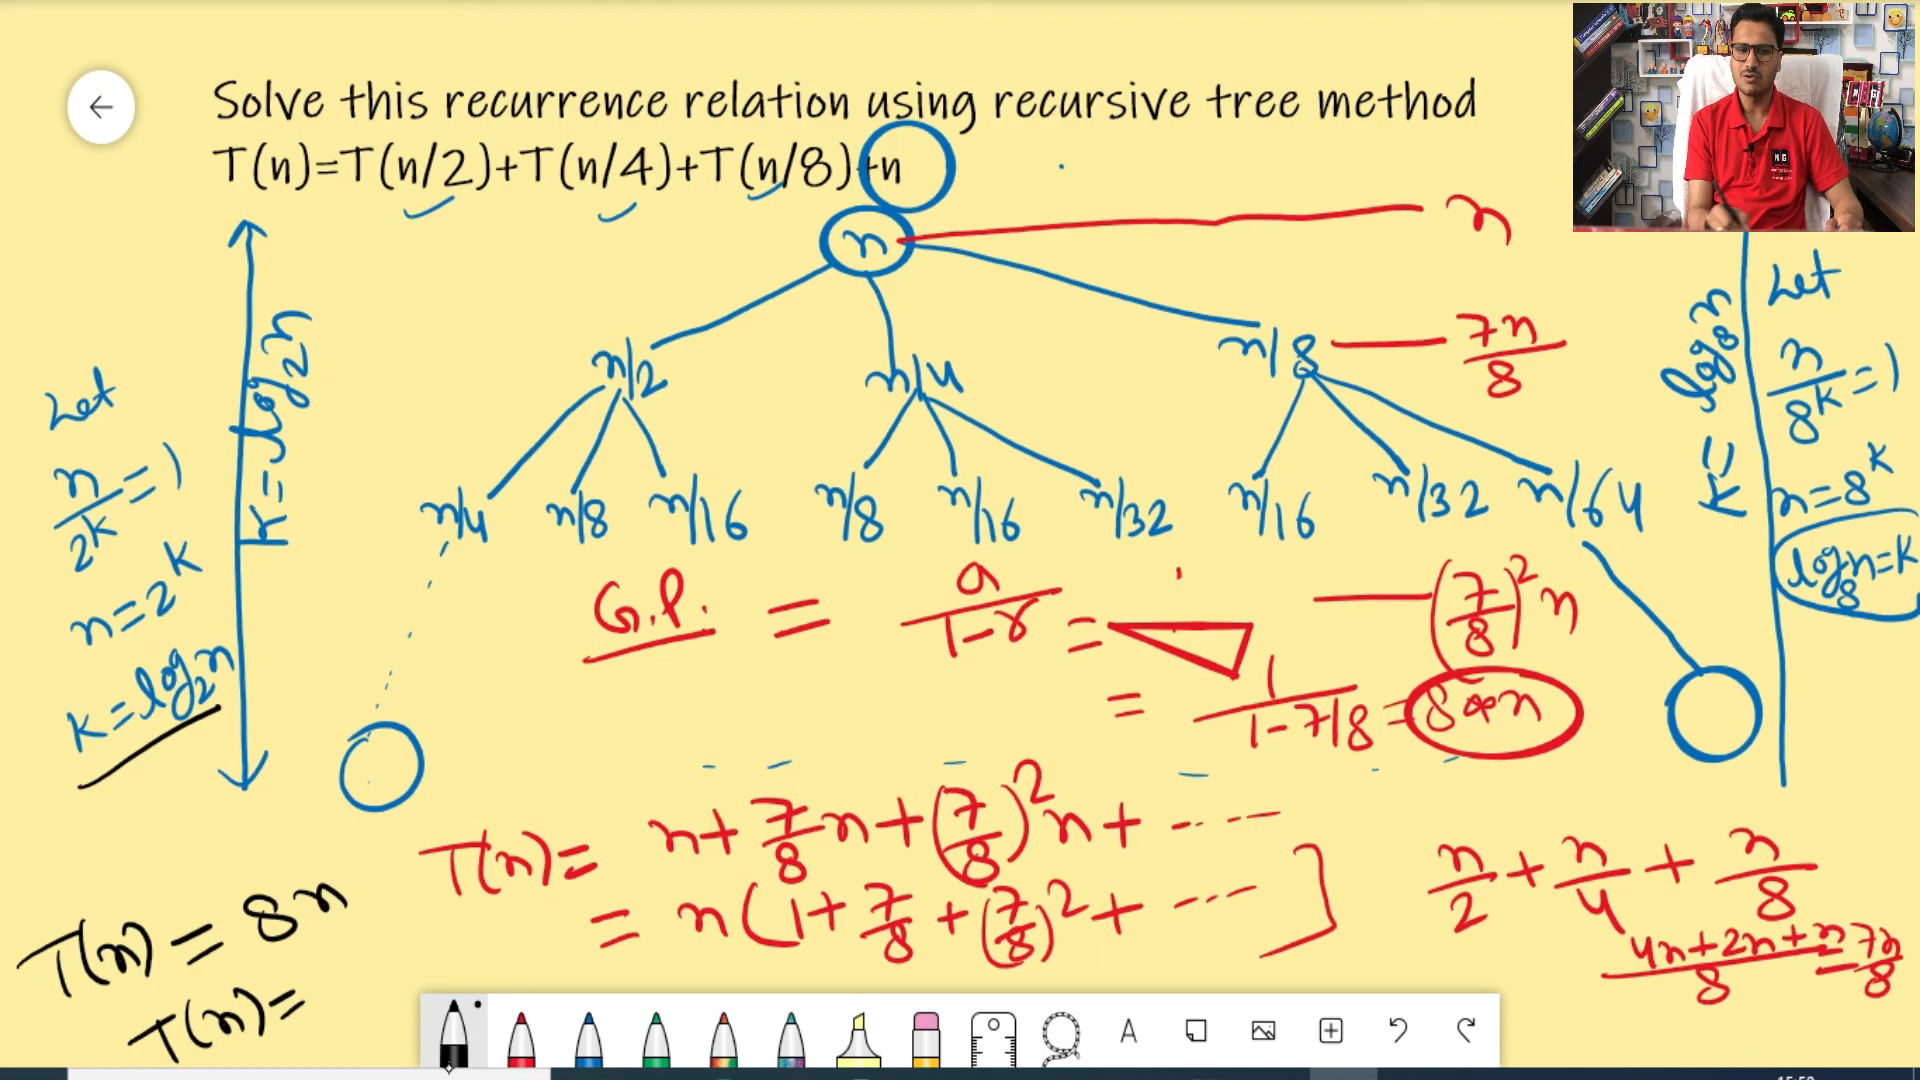 Solve this recurrence relation using recursive tree method
T(n)=T(n/2)+T(n/4)+T(n/8)+n
n
n
n/2
n/4
n/8
7n/8
n/4
n/8
n/16
n/8
n/16
n/32
n/16
n/32
n/64
Let
n/2^k=1
n=2^k
k=log₂n
K=log₂n
K=log₈n
Let
n/8^k=1
n=8^k
log₈n=K
G.P. = a/(1-r) =
(7/8)²n
= 1/(1-7/8) = 8*n
T(n)= n+7/8n+(7/8)²n+.....
= n(1+7/8+(7/8)²+.....]
n/2+n/4+n/8
(4n+2n+n)/8=7n/8
T(n)=8n
T(n)=
NG
A